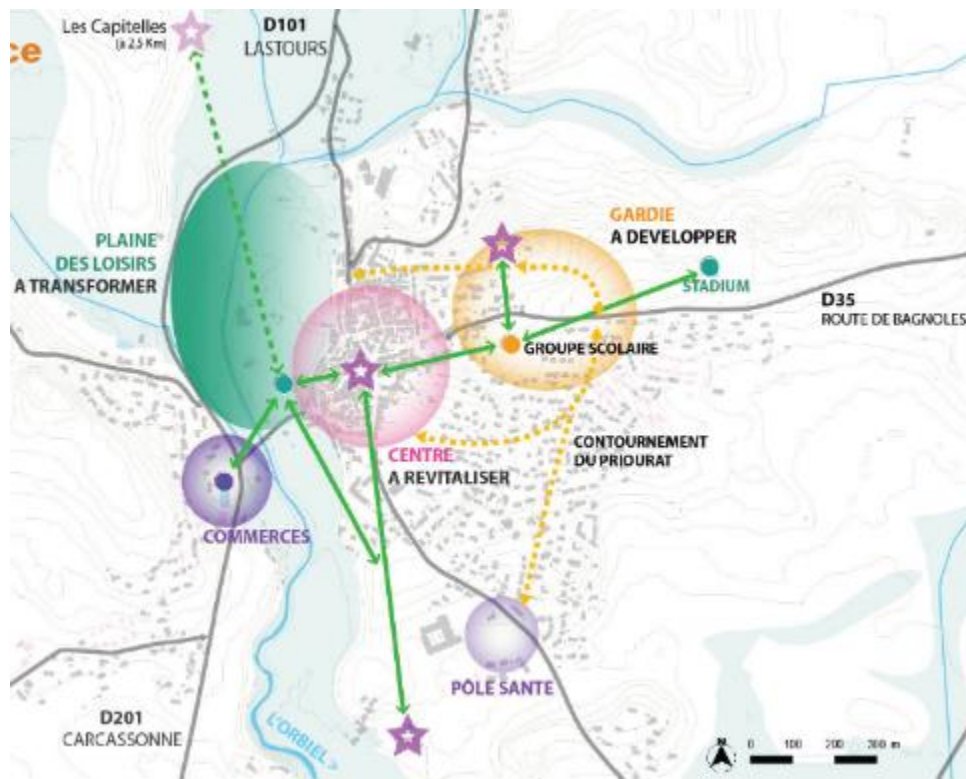 Les Capitelles
(à 2,5 Km)
D101
LASTOURS
ce
PLAINE
DES LOISIRS
A TRANSFORMER
GARDIE
A DEVELOPPER
STADIUM
D35
ROUTE DE BAGNOLES
GROUPE SCOLAIRE
CENTRE
A REVITALISER
CONTOURNEMENT
DU PRIOURAT
COMMERCES
PÔLE SANTE
D201
CARCASSONNE
L'ORBIEL >
N
0 100 200 300 m